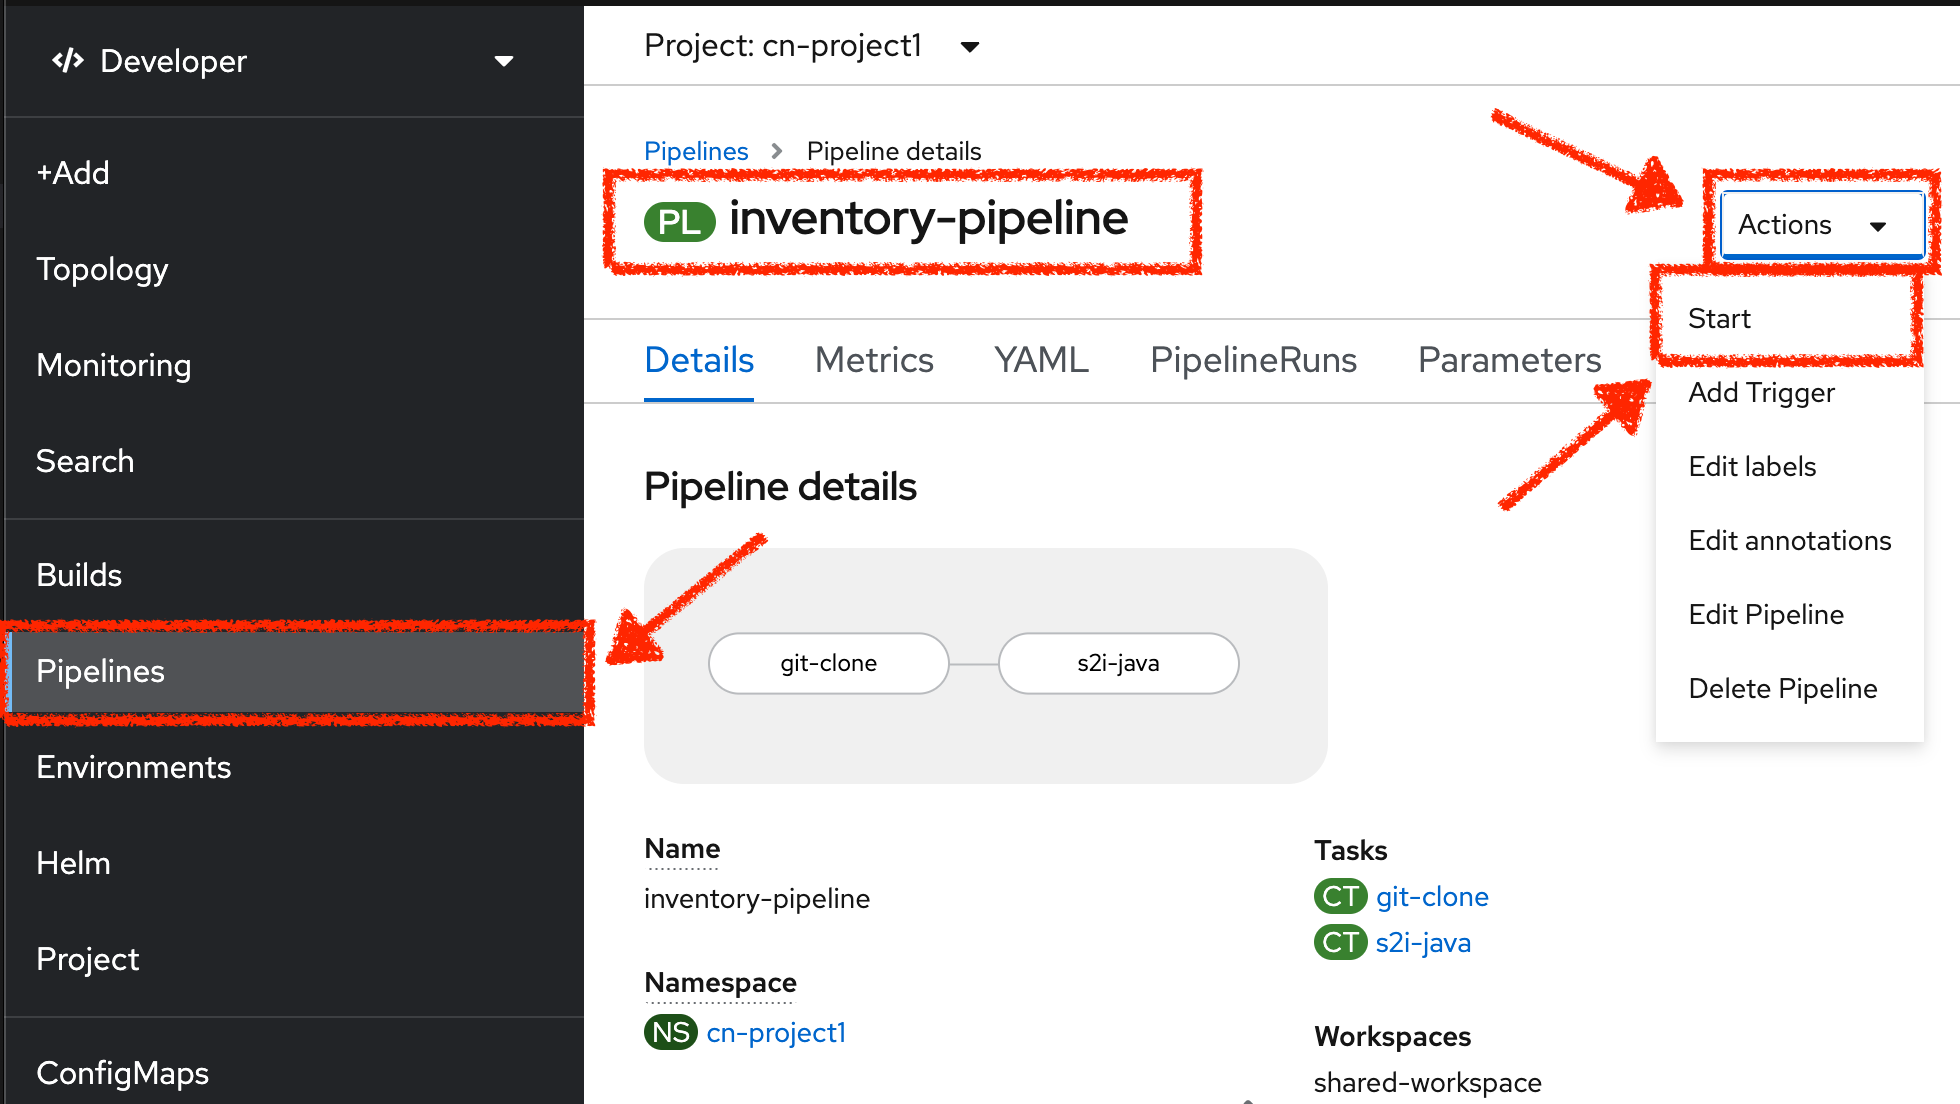 </> Developer
+Add
Topology
Monitoring
Search
Builds
Pipelines
Environments
Helm
Project
ConfigMaps
Project: cn-project1
Pipelines > Pipeline details
PL inventory-pipeline
Actions
Start
Add Trigger
Edit labels
Edit annotations
Edit Pipeline
Delete Pipeline
Details Metrics YAML PipelineRuns Parameters
Pipeline details
git-clone s2i-java
Name
inventory-pipeline
Namespace
NS cn-project1
Tasks
CT git-clone
CT s2i-java
Workspaces
shared-workspace